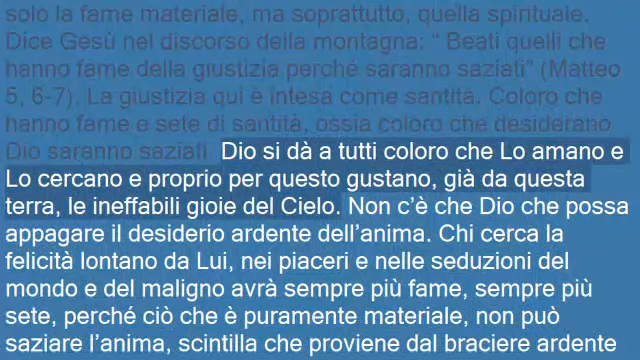 solo la fame materiale, ma soprattutto, quella spirituale.
Dice Gesù nel discorso della montagna: “ Beati quelli che
hanno fame della giustizia perché saranno saziati” (Matteo
5, 6-7). La giustizia qui è intesa come santità. Coloro che
hanno fame e sete di santità, ossia coloro che desiderano
Dio saranno saziati. Dio si dà a tutti coloro che Lo amano e
Lo cercano e proprio per questo gustano, già da questa
terra, le ineffabili gioie del Cielo. Non c’è che Dio che possa
appagare il desiderio ardente dell’anima. Chi cerca la
felicità lontano da Lui, nei piaceri e nelle seduzioni del
mondo e del maligno avrà sempre più fame, sempre più
sete, perché ciò che è puramente materiale, non può
saziare l’anima, scintilla che proviene dal braciere ardente